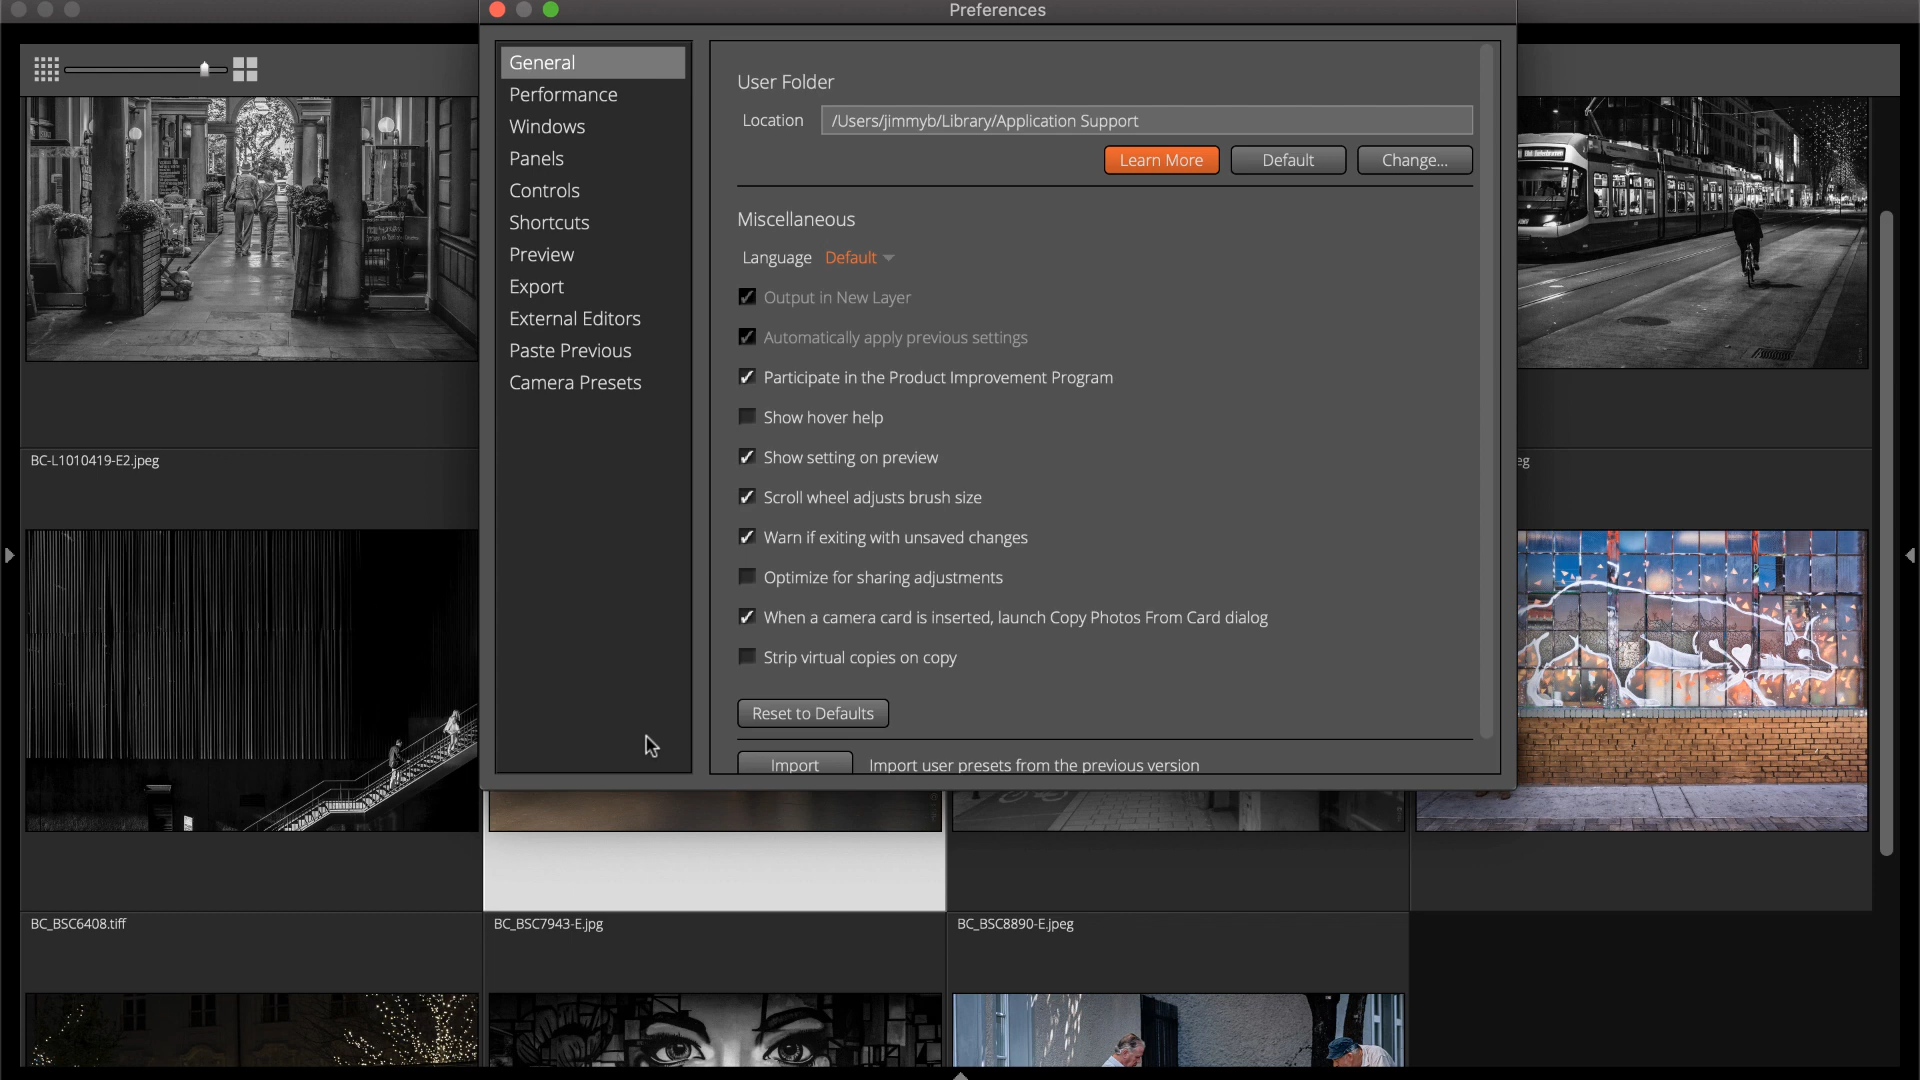 Preferences
General
Performance
Windows
Panels
Controls
Shortcuts
Preview
Export
External Editors
Paste Previous
Camera Presets
User Folder
Location /Users/jimmyb/Library/Application Support
Learn More Default Change...
Miscellaneous
Language Default
Output in New Layer
Automatically apply previous settings
Participate in the Product Improvement Program
Show hover help
Show setting on preview
Scroll wheel adjusts brush size
Warn if exiting with unsaved changes
Optimize for sharing adjustments
When a camera card is inserted, launch Copy Photos From Card dialog
Strip virtual copies on copy
Reset to Defaults
Import Import user presets from the previous version
BC-L1010419-E2.jpeg
eg
BC_BSC6408.tiff
BC_BSC7943-E.jpg
BC_BSC8890-E.jpeg